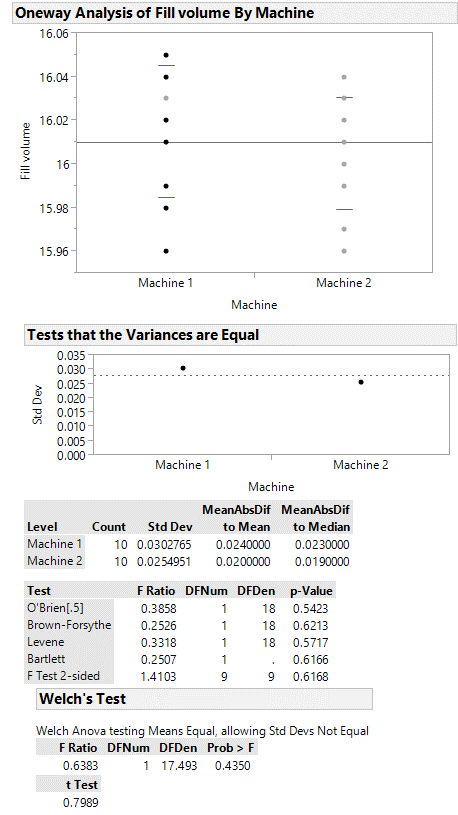 Oneway Analysis of Fill volume By Machine
16.06
16.04
16.02
16
15.98
15.96
Fill volume
Machine 1 Machine 2
Machine
Tests that the Variances are Equal
0.035
0.030
0.025
0.020
0.015
0.010
0.005
0.000
Std Dev
Machine 1 Machine 2
Machine
MeanAbsDif MeanAbsDif
Level Count Std Dev to Mean to Median
Machine 1 10 0.0302765 0.0240000 0.0230000
Machine 2 10 0.0254951 0.0200000 0.0190000
Test F Ratio DFNum DFDen p-Value
O'Brien[.5] 0.3858 1 18 0.5423
Brown-Forsythe 0.2526 1 18 0.6213
Levene 0.3318 1 18 0.5717
Bartlett 0.2507 1 . 0.6166
F Test 2-sided 1.4103 9 9 0.6168
Welch's Test
Welch Anova testing Means Equal, allowing Std Devs Not Equal
F Ratio DFNum DFDen Prob > F
0.6383 1 17.493 0.4350
t Test
0.7989